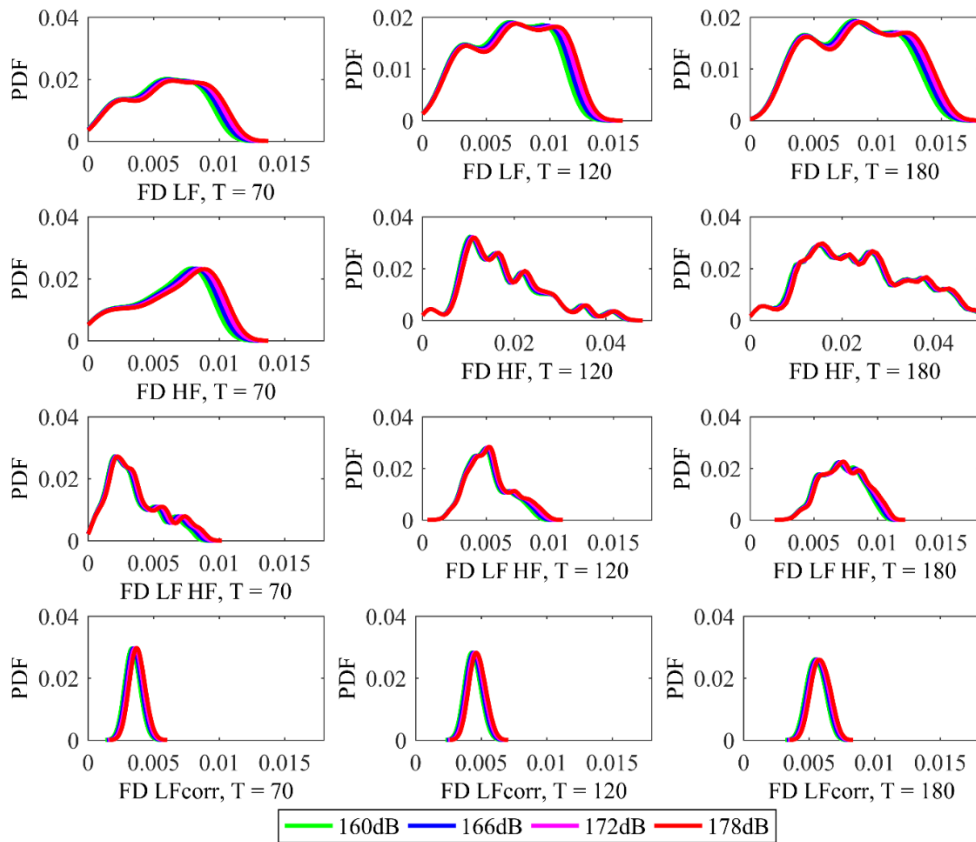 PDF
0.04
0.02
0
0 0.005 0.01 0.015
FD LF, T = 70
PDF
0.02
0.01
0
0 0.005 0.01 0.015
FD LF, T = 120
PDF
0.02
0.01
0
0 0.005 0.01 0.015
FD LF, T = 180
PDF
0.04
0.02
0
0 0.005 0.01 0.015
FD HF, T = 70
PDF
0.04
0.02
0
0 0.02 0.04
FD HF, T = 120
PDF
0.04
0.02
0
0 0.02 0.04
FD HF, T = 180
PDF
0.04
0.02
0
0 0.005 0.01 0.015
FD LF HF, T = 70
PDF
0.04
0.02
0
0 0.005 0.01 0.015
FD LF HF, T = 120
PDF
0.04
0.02
0
0 0.005 0.01 0.015
FD LF HF, T = 180
PDF
0.04
0.02
0
0 0.005 0.01 0.015
FD LFcorr, T = 70
PDF
0.04
0.02
0
0 0.005 0.01 0.015
FD LFcorr, T = 120
PDF
0.04
0.02
0
0 0.005 0.01 0.015
FD LFcorr, T = 180
160dB 166dB 172dB 178dB